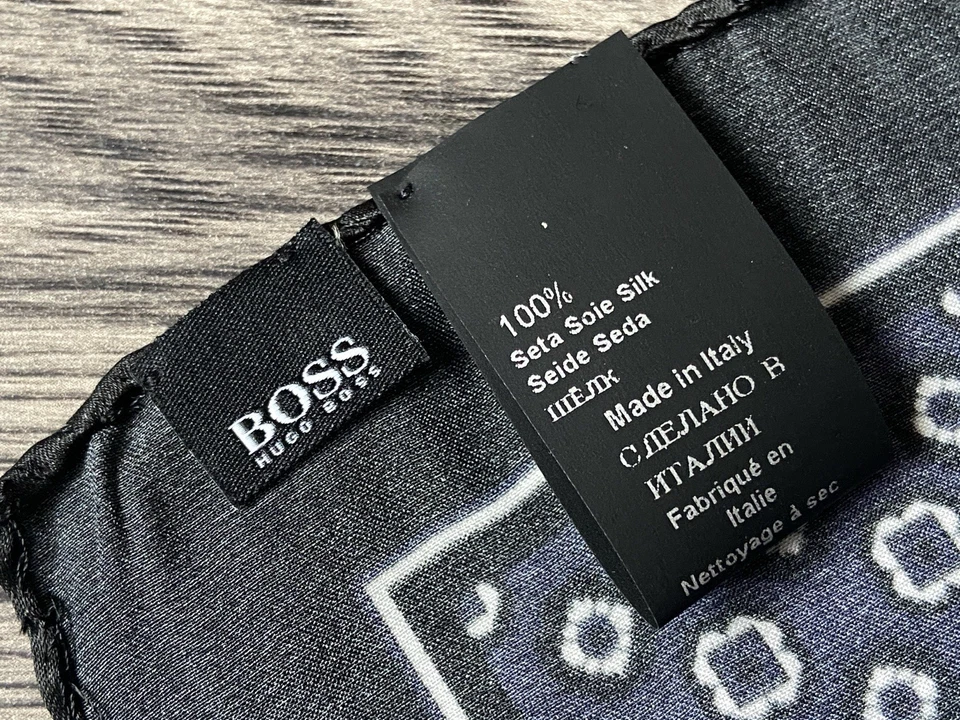 BOSS
HUGO BOSS
100%
Seta Soie Silk
Seide Seda
ШЁЛК
Made in Italy
СДЕЛАНО В
ИТАЛИИ
Fabriqué en
Italie
Nettoyage à sec